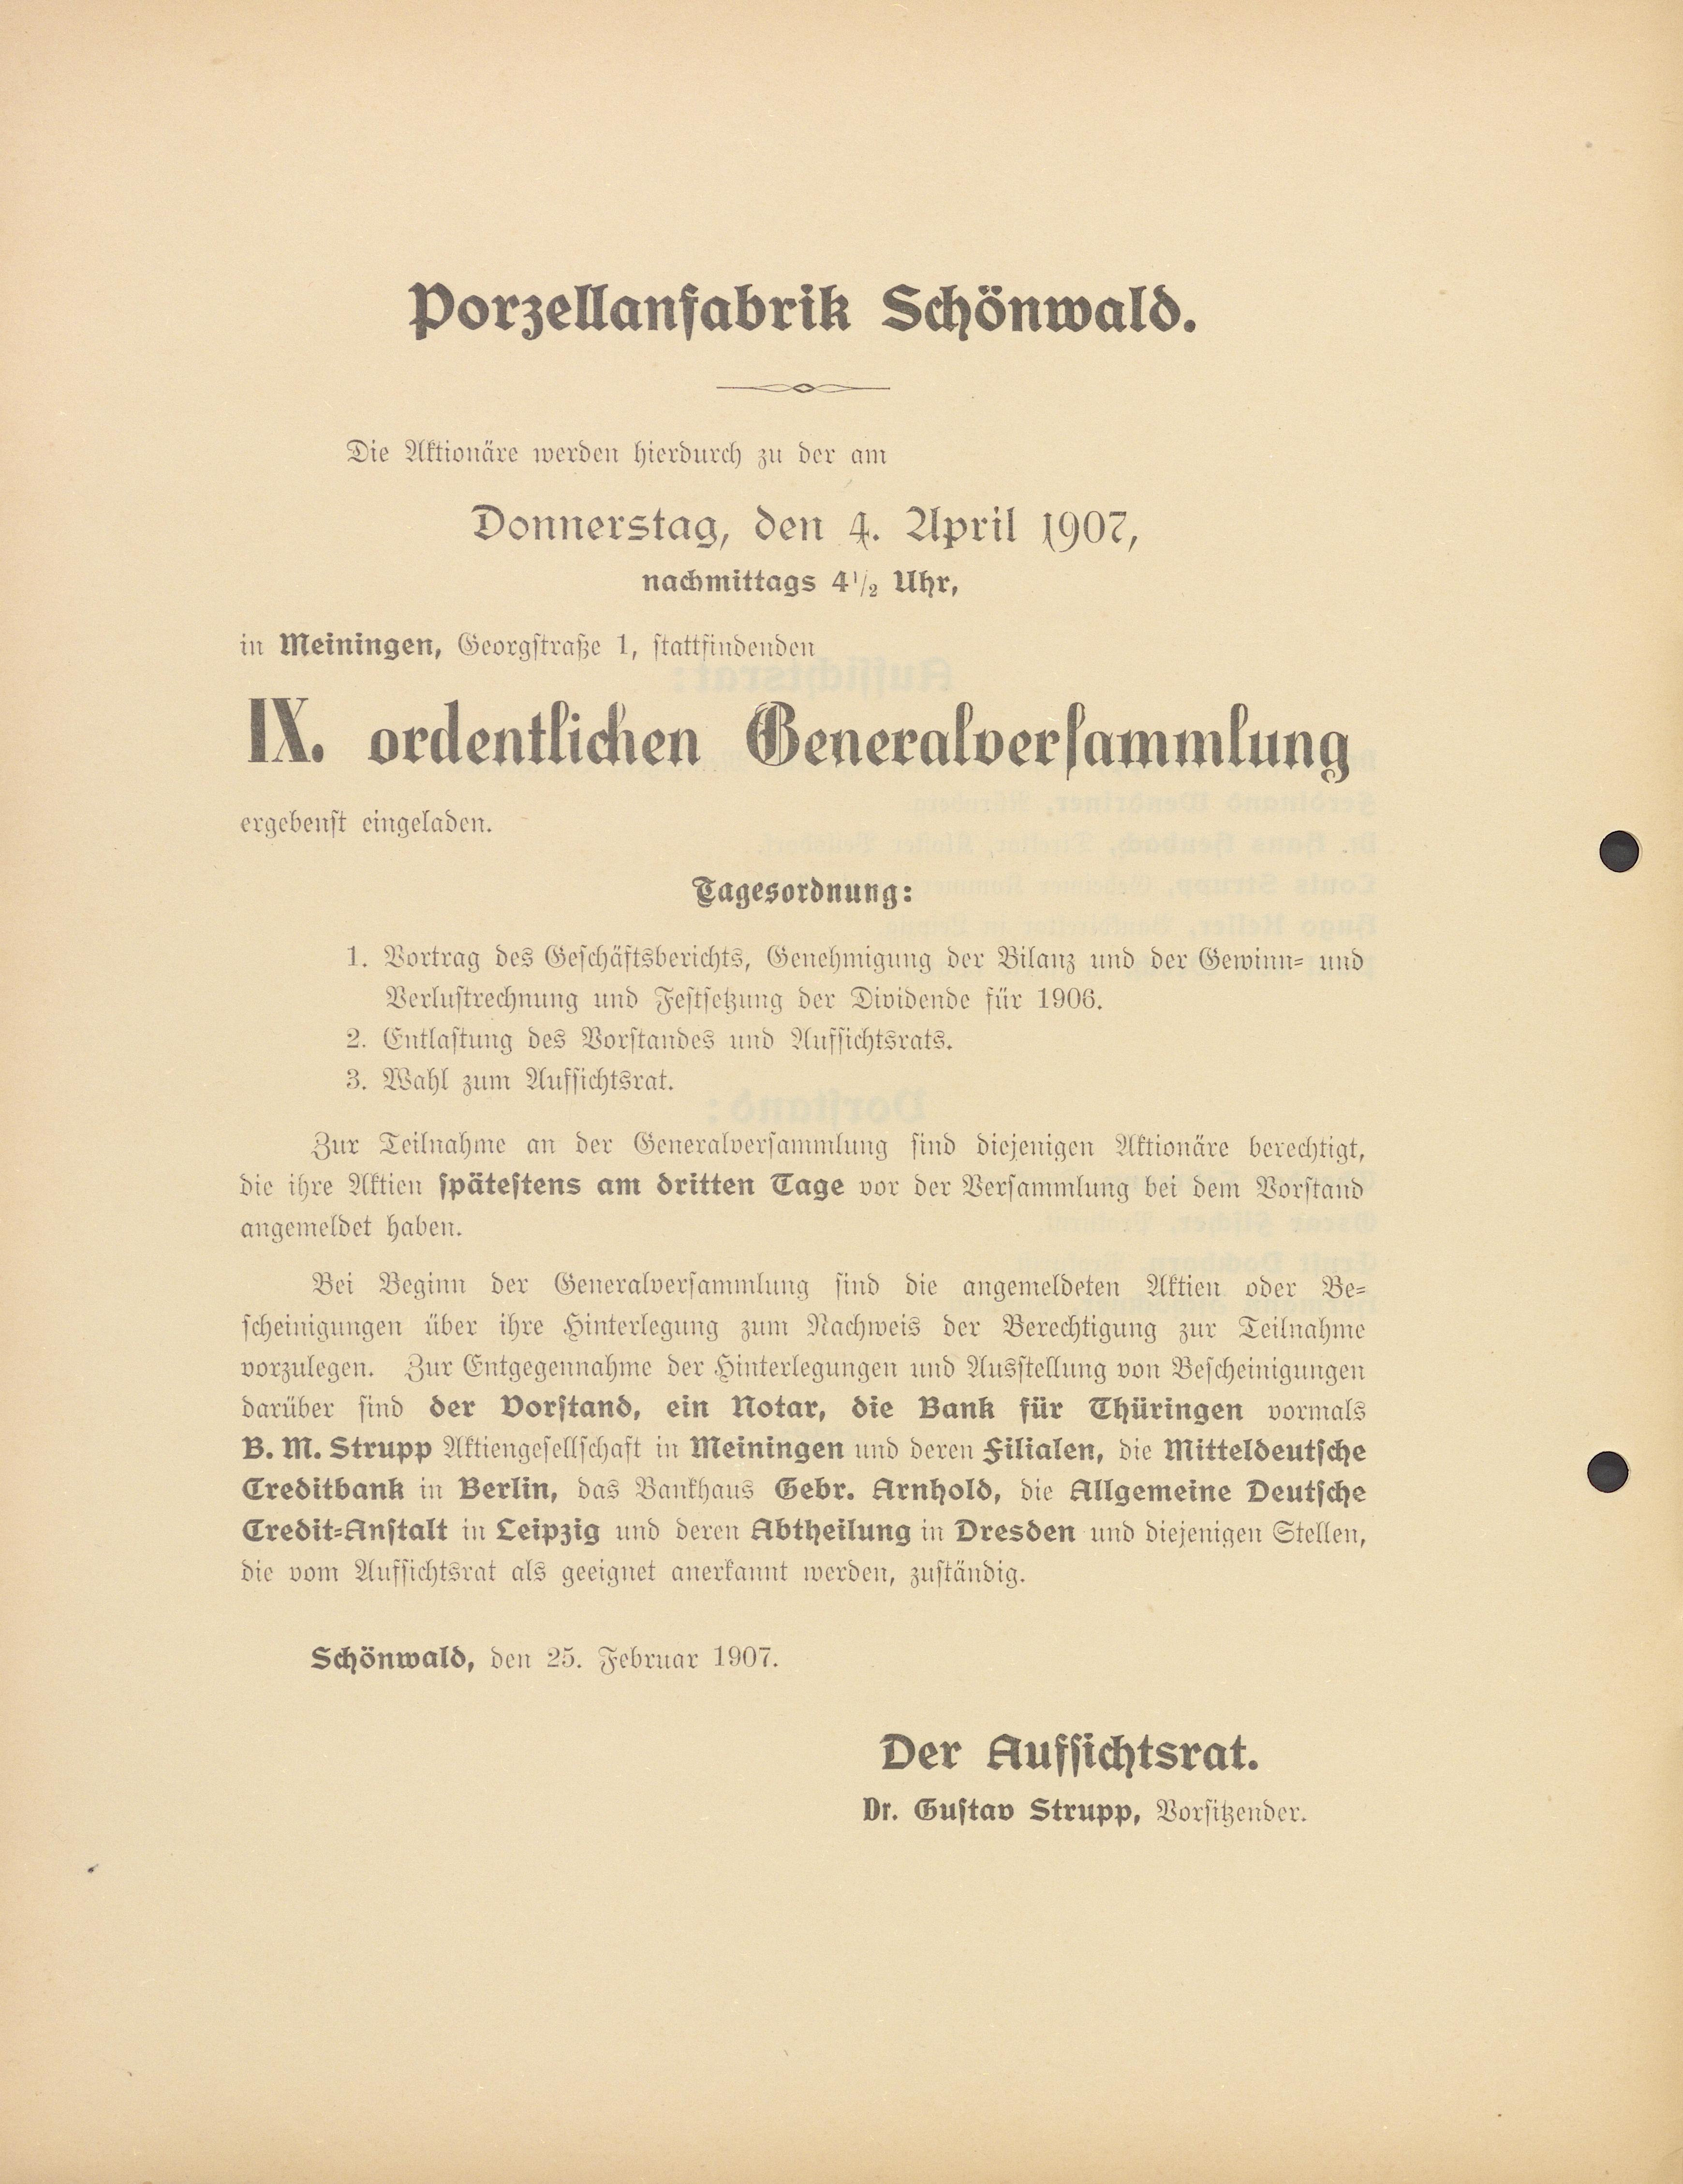 Porzellanfabrik Schönwald.
Die Aktionäre werden hierdurch zu der am
Donnerstag, den 4. April 1907,
nachmittags 4½ Uhr,
in Meiningen, Georgstraße 1, stattfindenden
IX. ordentlichen Generalversammlung
ergebenst eingeladen.
Tagesordnung:
1. Vortrag des Geschäftsberichts, Genehmigung der Bilanz und der Gewinn- und
Verlustrechnung und Festsetzung der Dividende für 1906.
2. Entlastung des Vorstandes und Aufsichtsrats.
3. Wahl zum Aufsichtsrat.
Zur Teilnahme an der Generalversammlung sind diejenigen Aktionäre berechtigt,
die ihre Aktien spätestens am dritten Tage vor der Versammlung bei dem Vorstand
angemeldet haben.
Bei Beginn der Generalversammlung sind die angemeldeten Aktien oder Be-
scheinigungen über ihre Hinterlegung zum Nachweis der Berechtigung zur Teilnahme
vorzulegen. Zur Entgegennahme der Hinterlegungen und Ausstellung von Bescheinigungen
darüber sind der Vorstand, ein Notar, die Bank für Thüringen vormals
B. M. Strupp Aktiengesellschaft in Meiningen und deren Filialen, die Mitteldeutsche
Creditbank in Berlin, das Bankhaus Gebr. Arnhold, die Allgemeine Deutsche
Credit-Anstalt in Leipzig und deren Abtheilung in Dresden und diejenigen Stellen,
die vom Aufsichtsrat als geeignet anerkannt werden, zuständig.
Schönwald, den 25. Februar 1907.
Der Aufsichtsrat.
Dr. Gustav Strupp, Vorsitzender.